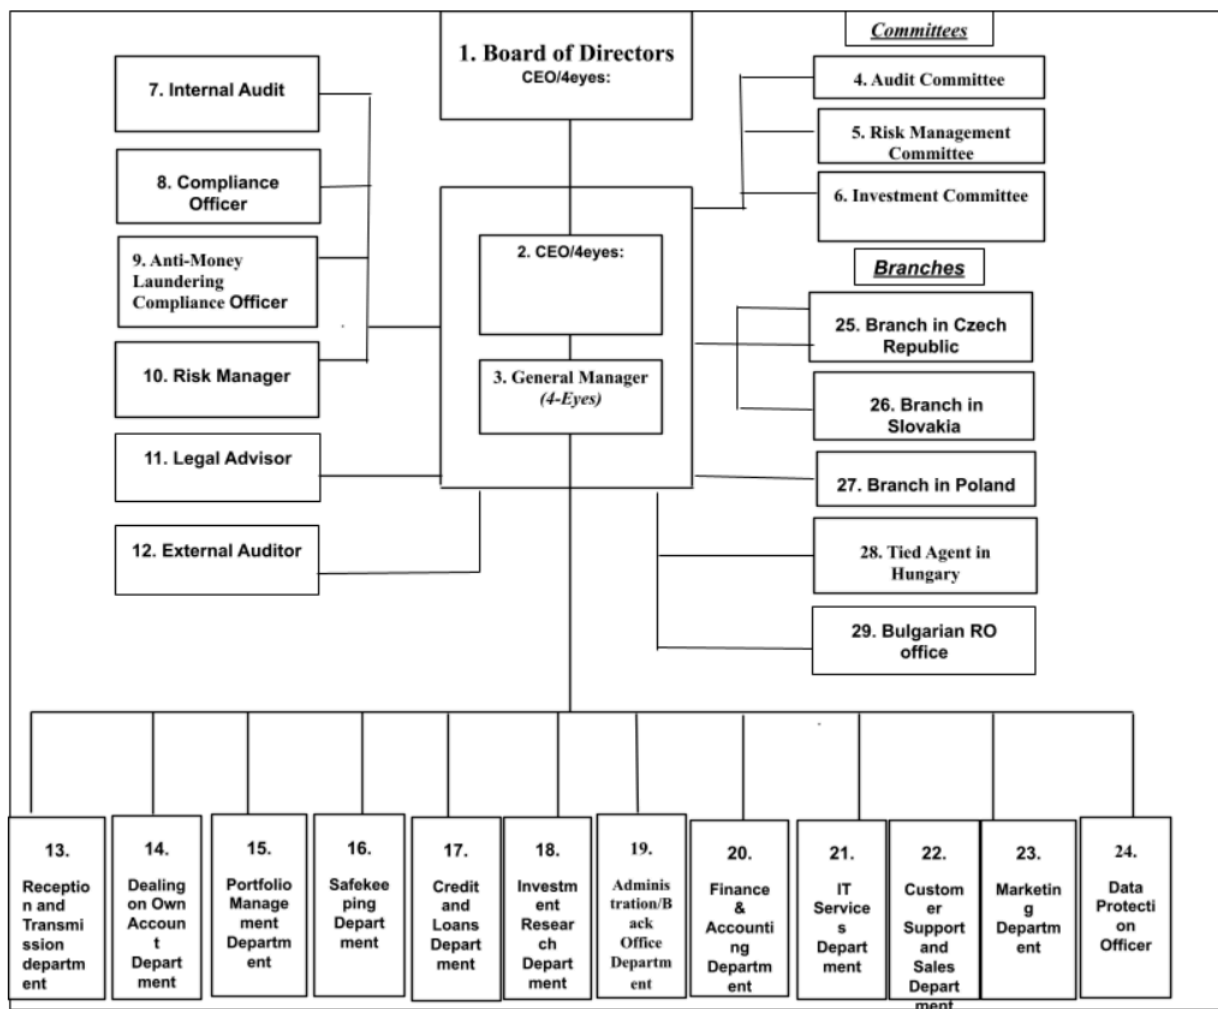 1. Board of Directors
CEO/4eyes:
Committees
7. Internal Audit
4. Audit Committee
5. Risk Management
Committee
8. Compliance
Officer
6. Investment Committee
9. Anti-Money
Laundering
Compliance Officer
2. CEO/4eyes:
Branches
25. Branch in Czech
Republic
10. Risk Manager
3. General Manager
(4-Eyes)
26. Branch in
Slovakia
11. Legal Advisor
27. Branch in Poland
12. External Auditor
28. Tied Agent in
Hungary
29. Bulgarian RO
office
13.
Receptio
n and
Transmi
ssion
departm
ent
14.
Dealing
on Own
Accoun
t
Depart
ment
15.
Portfolio
Manage
ment
Departm
ent
16.
Safekee
ping
Depart
ment
17.
Credit
and
Loans
Depart
ment
18.
Investm
ent
Resear
ch
Depart
ment
19.
Adminis
tration/B
ack
Office
Departm
ent
20.
Finance
&
Accounti
ng
Departm
ent
21.
IT
Service
s
Depart
ment
22.
Custom
er
Support
and
Sales
Depart
ment
23.
Marketin
g
Departm
ent
24.
Data
Protecti
on
Officer